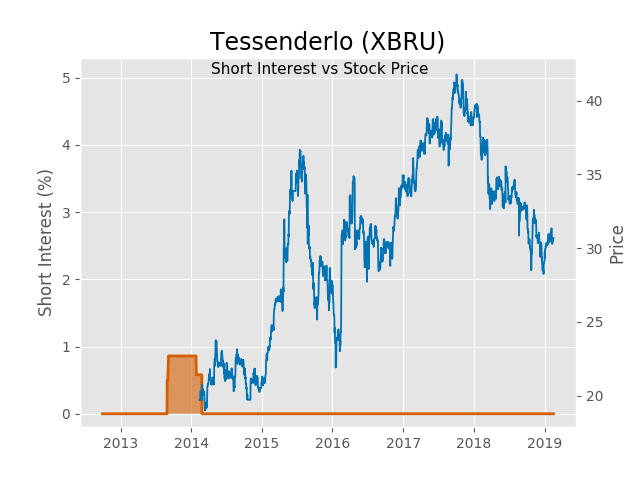 Tessenderlo (XBRU)
Short Interest vs Stock Price
Short Interest (%)
5
4
3
2
1
0
40
35
30
25
20
Price
2013 2014 2015 2016 2017 2018 2019